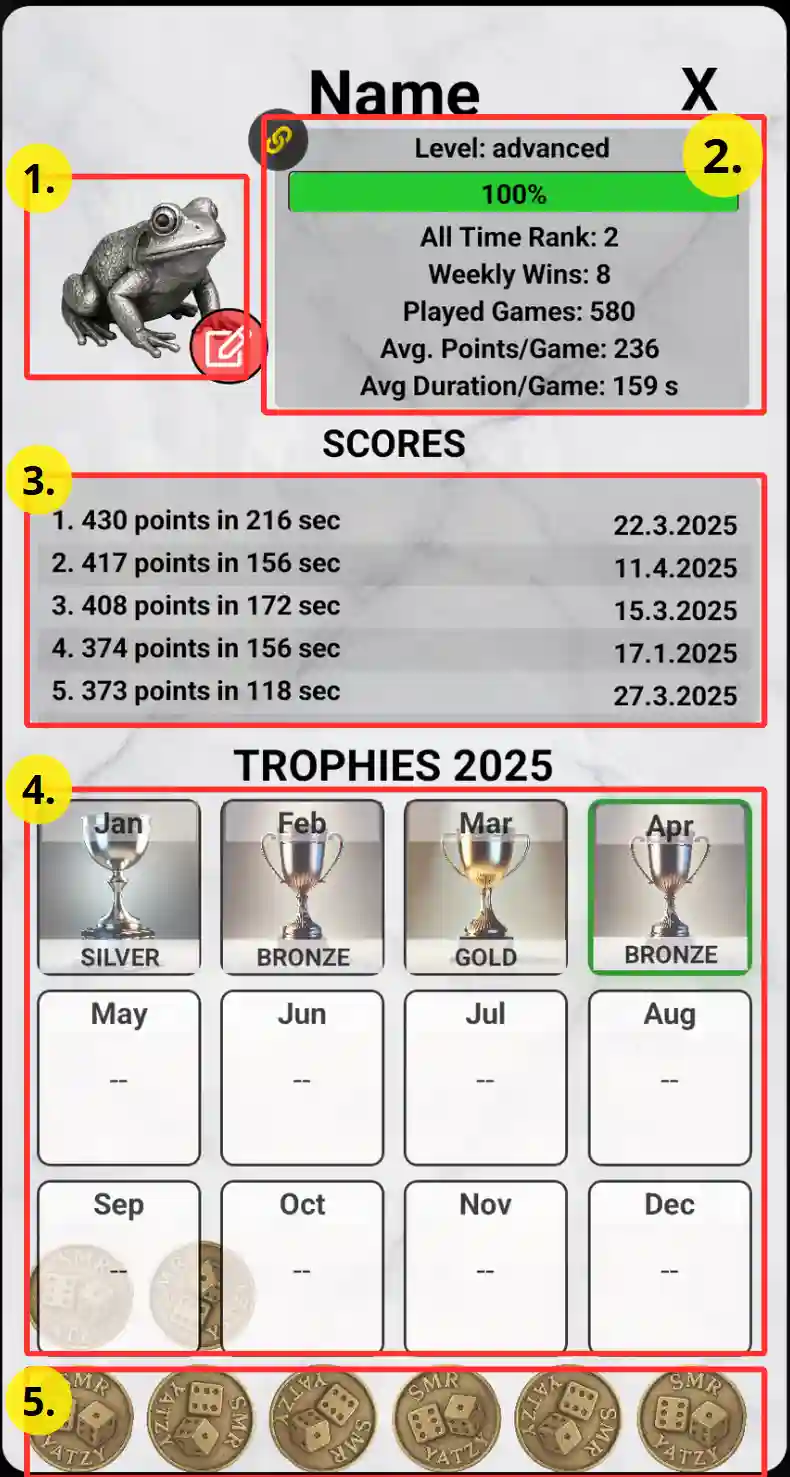 Name
X
1.
2.
Level: advanced
100%
All Time Rank: 2
Weekly Wins: 8
Played Games: 580
Avg. Points/Game: 236
Avg Duration/Game: 159 s
SCORES
3.
1. 430 points in 216 sec 22.3.2025
2. 417 points in 156 sec 11.4.2025
3. 408 points in 172 sec 15.3.2025
4. 374 points in 156 sec 17.1.2025
5. 373 points in 118 sec 27.3.2025
TROPHIES 2025
4.
Jan Feb Mar Apr
SILVER BRONZE GOLD BRONZE
May Jun Jul Aug
-- -- -- --
Sep Oct Nov Dec
-- -- -- --
SMR YATZY
SMR YATZY
5.
SMR YATZY
SMR YATZY
SMR YATZY
SMR YATZY
SMR YATZY
SMR YATZY